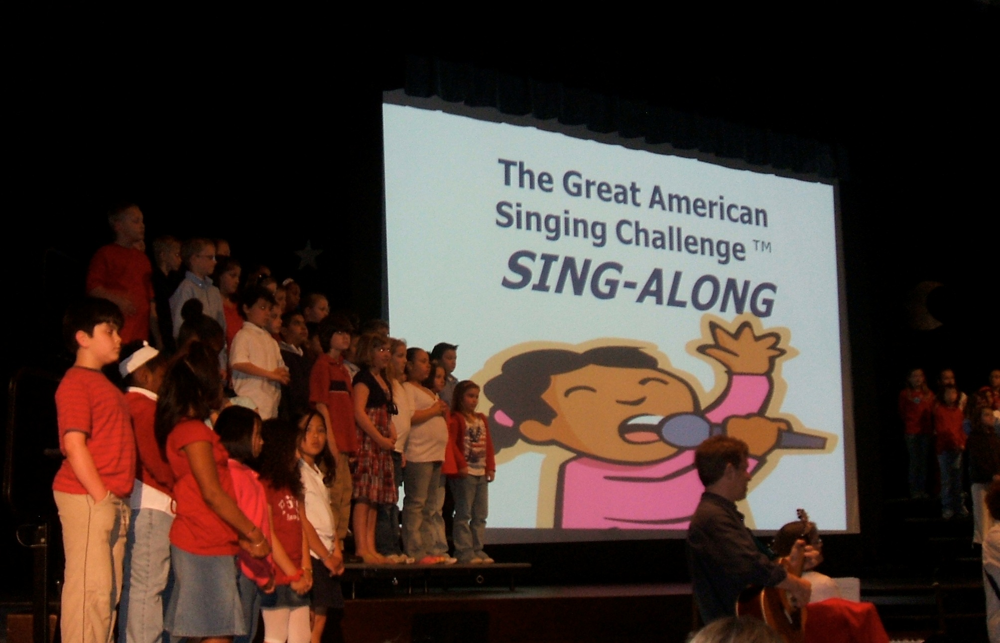 The Great American
Singing Challenge ™
SING-ALONG